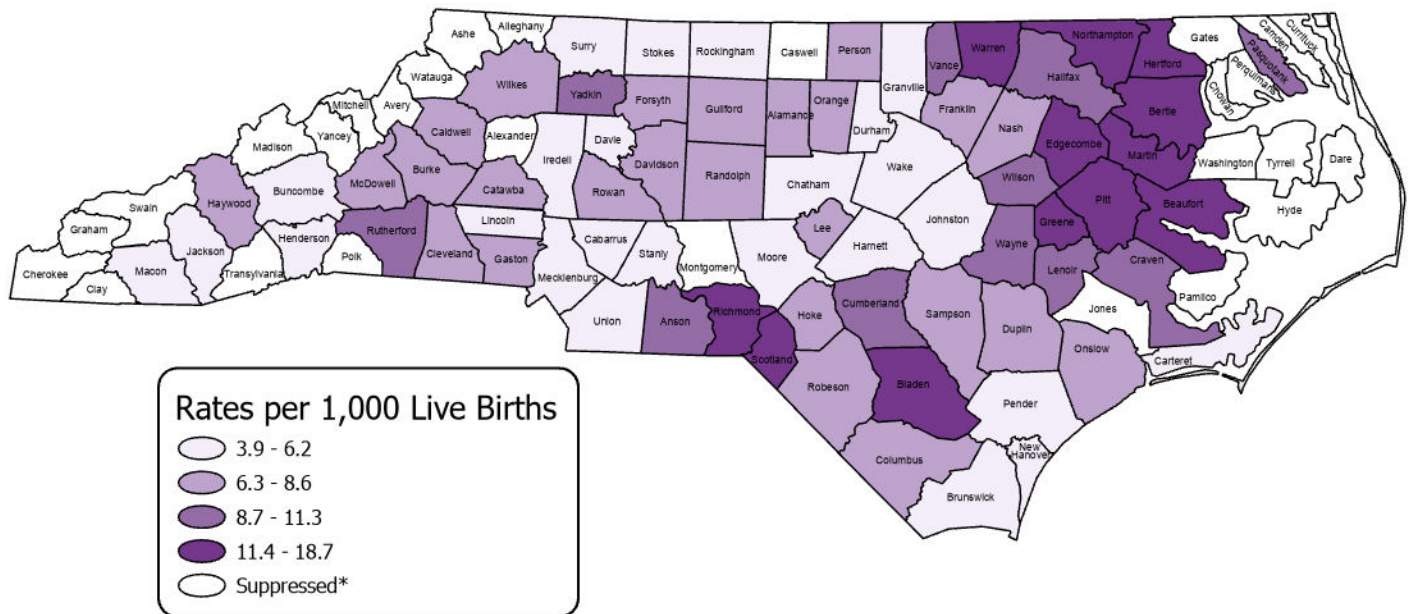 Alleghany
Ashe
Surry
Stokes
Rockingham
Caswell
Person
Granville
Vance
Warren
Northampton
Gates
Hertford
Camden
Currituck
Pasquotank
Perquimans
Chowan
Watauga
Wilkes
Yadkin
Forsyth
Guilford
Alamance
Orange
Durham
Franklin
Halifax
Bertie
Mitchell
Avery
Yancey
Caldwell
Alexander
Davie
Nash
Edgecombe
Martin
Washington
Tyrrell
Dare
Madison
Burke
McDowell
Iredell
Davidson
Randolph
Chatham
Wake
Wilson
Pitt
Beaufort
Hyde
Buncombe
Catawba
Rowan
Johnston
Greene
Swain
Haywood
Lincoln
Lee
Graham
Rutherford
Cleveland
Gaston
Cabarrus
Stanly
Montgomery
Moore
Harnett
Wayne
Lenoir
Craven
Jackson
Henderson
Polk
Mecklenburg
Cherokee
Macon
Transylvania
Clay
Pamlico
Jones
Union
Anson
Richmond
Scotland
Hoke
Cumberland
Sampson
Duplin
Onslow
Carteret
Robeson
Bladen
Pender
Columbus
New
Hanover
Brunswick
Rates per 1,000 Live Births
3.9 - 6.2
6.3 - 8.6
8.7 - 11.3
11.4 - 18.7
Suppressed*